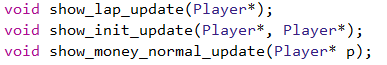 void show_lap_update(Player*);
void show_init_update(Player*, Player*);
void show_money_normal_update(Player* p);